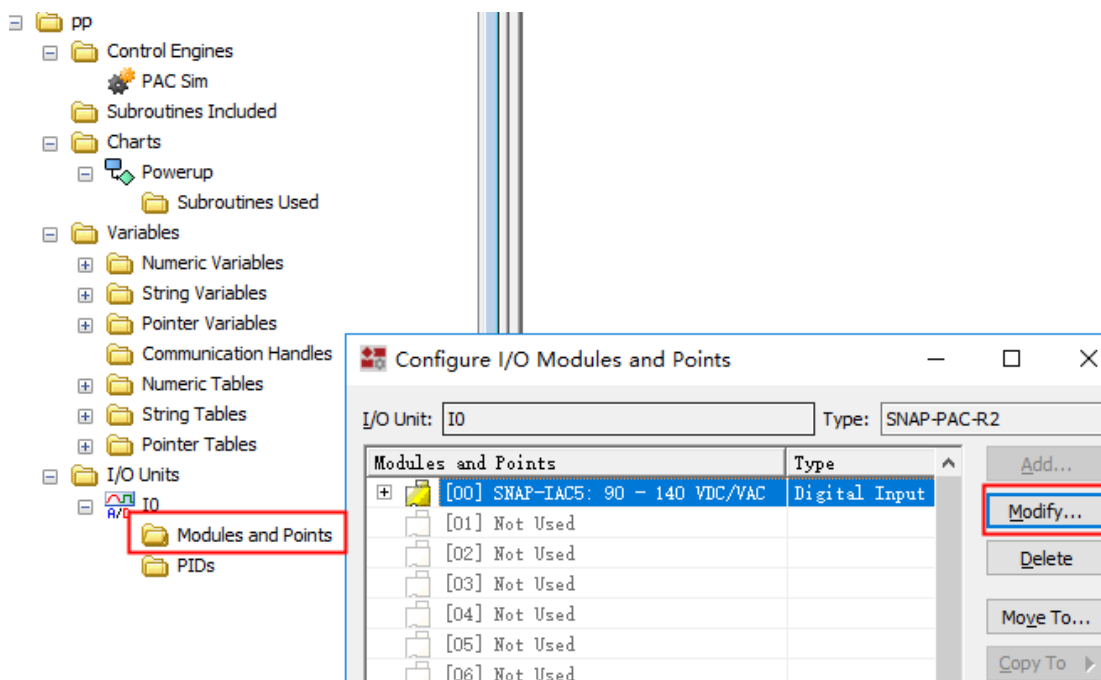 pp
Control Engines
PAC Sim
Subroutines Included
Charts
Powerup
Subroutines Used
Variables
Numeric Variables
String Variables
Pointer Variables
Communication Handles
Numeric Tables
String Tables
Pointer Tables
I/O Units
A/D IO
Modules and Points
PIDs
Configure I/O Modules and Points
I/O Unit: IO Type: SNAP-PAC-R2
Modules and Points Type
[00] SNAP-IAC5: 90 - 140 VDC/VAC Digital Input
[01] Not Used
[02] Not Used
[03] Not Used
[04] Not Used
[05] Not Used
[06] Not Used
Add...
Modify...
Delete
Move To...
Copy To